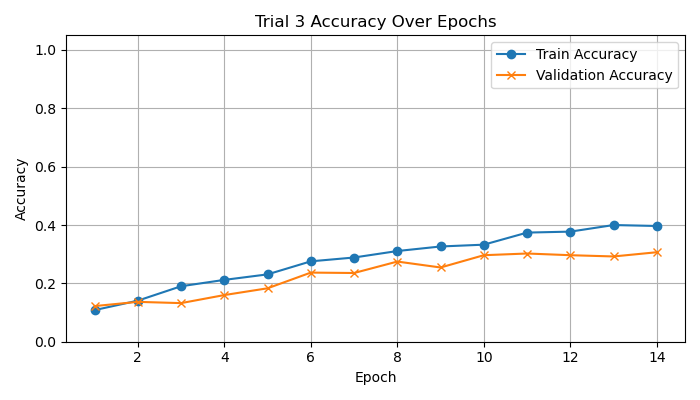 Trial 3 Accuracy Over Epochs
Train Accuracy
Validation Accuracy
1.0
0.8
0.6
0.4
0.2
0.0
Accuracy
2 4 6 8 10 12 14
Epoch